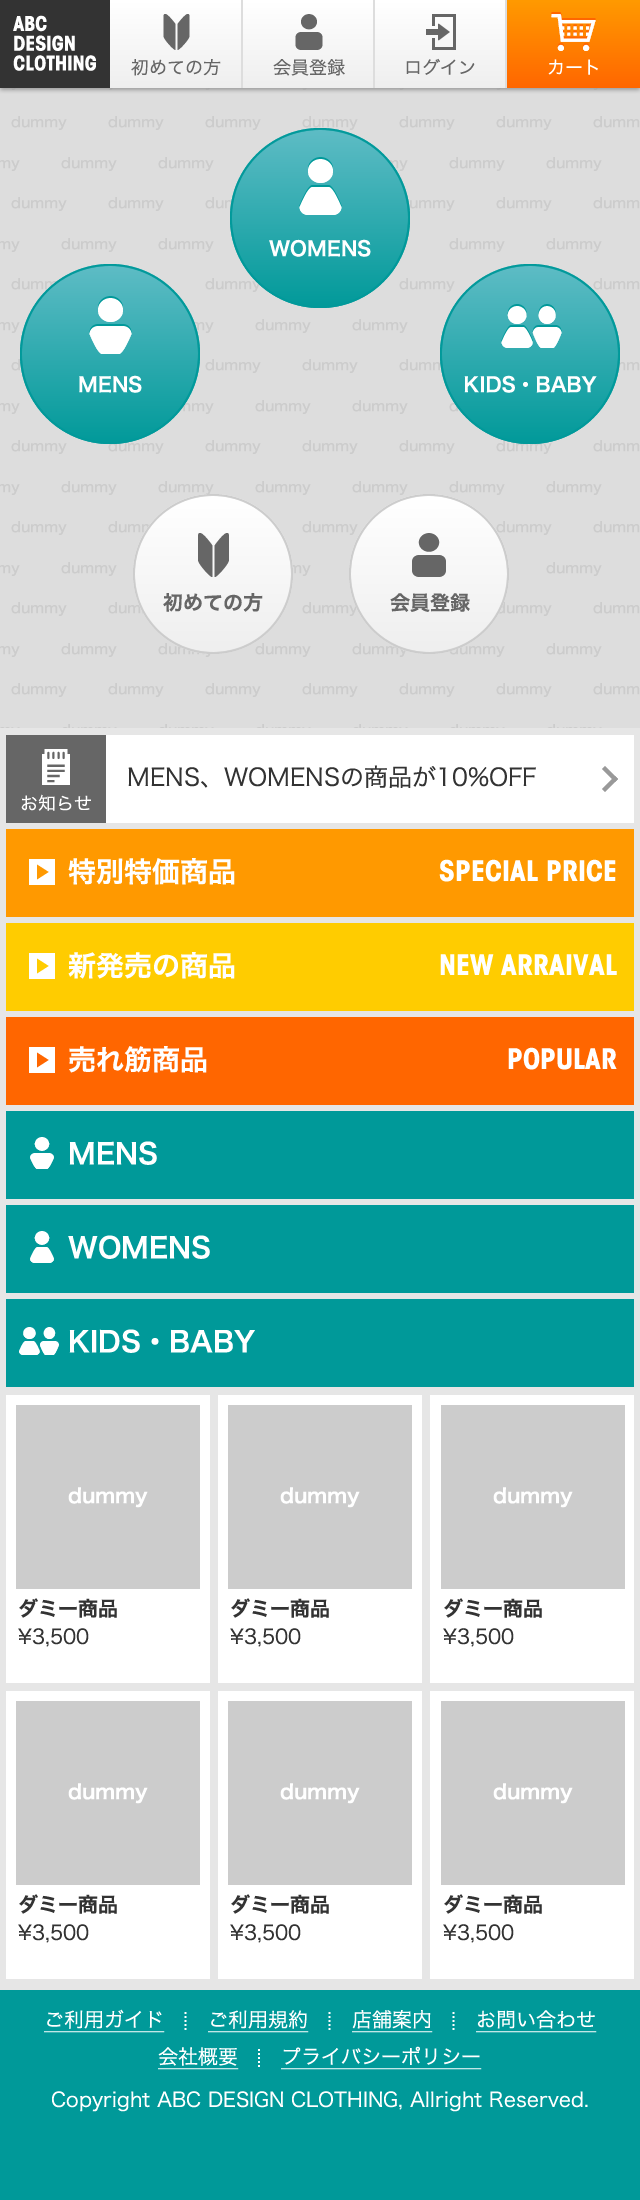 ABC
DESIGN
CLOTHING
初めての方
会員登録
ログイン
カート
WOMENS
MENS
KIDS・BABY
初めての方
会員登録
お知らせ
MENS、WOMENSの商品が10%OFF
特別特価商品 SPECIAL PRICE
新発売の商品 NEW ARRAIVAL
売れ筋商品 POPULAR
MENS
WOMENS
KIDS・BABY
dummy dummy dummy
ダミー商品 ダミー商品 ダミー商品
¥3,500 ¥3,500 ¥3,500
dummy dummy dummy
ダミー商品 ダミー商品 ダミー商品
¥3,500 ¥3,500 ¥3,500
ご利用ガイド ご利用規約 店舗案内 お問い合わせ
会社概要 プライバシーポリシー
Copyright ABC DESIGN CLOTHING, Allright Reserved.